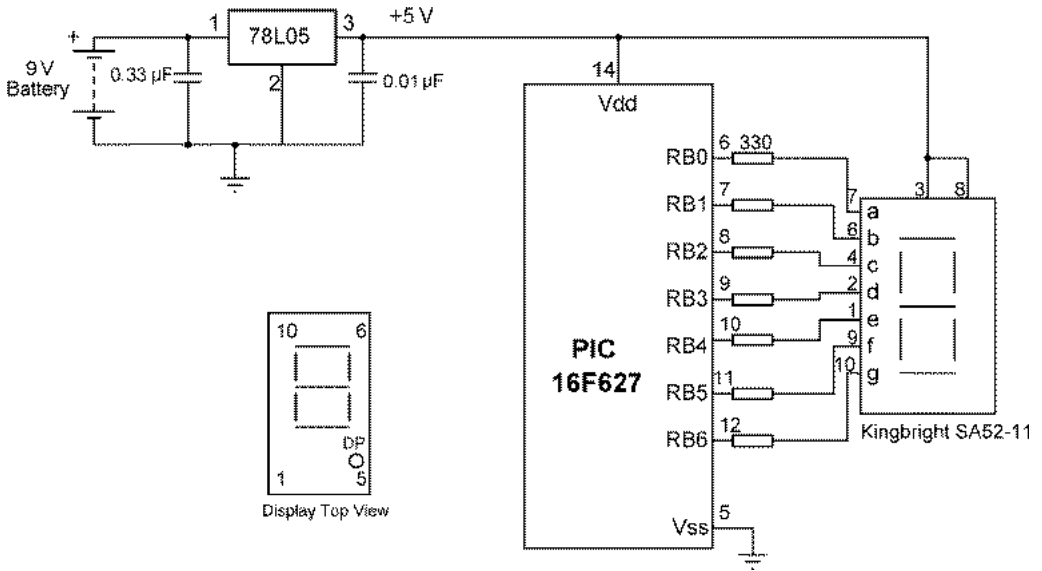 +5 V
1
78L05
3
+
9 V
Battery
0.33 µF
2
0.01 µF
14
Vdd
RB0
6
330
RB1
7
RB2
8
RB3
9
RB4
10
RB5
11
RB6
12
PIC
16F627
Vss
5
3
8
7
a
6
b
4
c
2
d
1
e
9
f
10
g
Kingbright SA52-11
10
6
DP
1
5
Display Top View